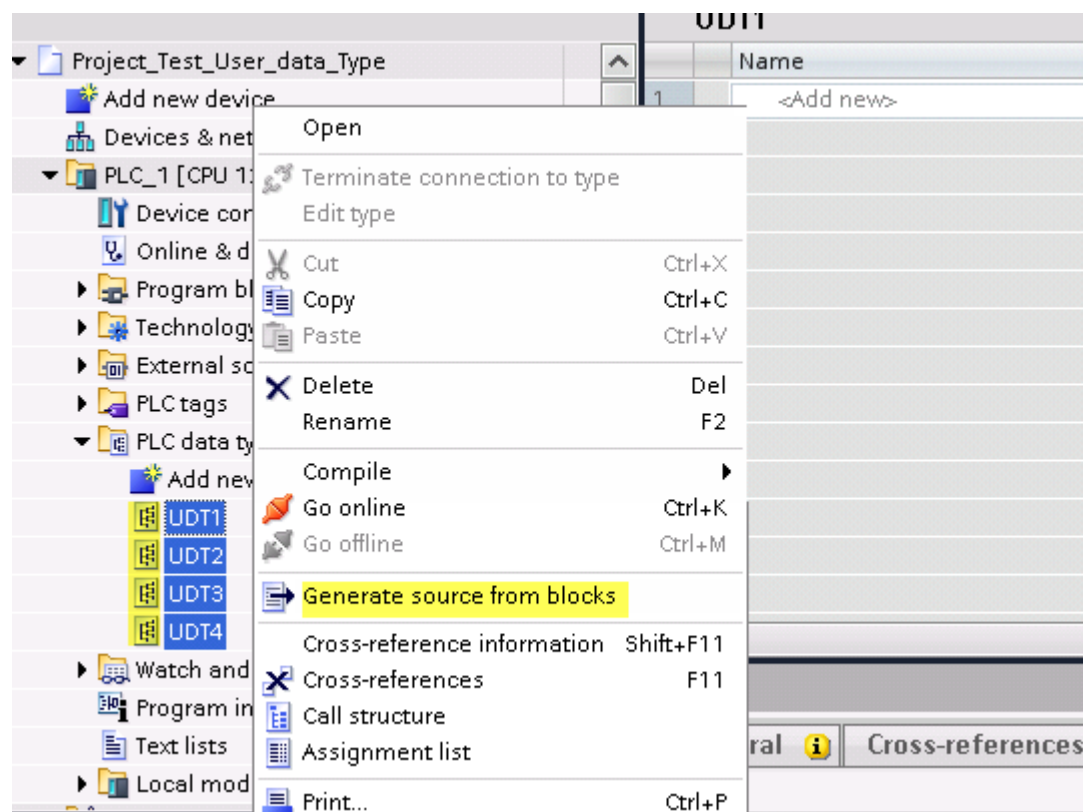 UDT1
Project_Test_User_data_Type
Name
Add new device
1
<Add new>
Devices & net
Open
PLC_1 [CPU 1
Terminate connection to type
Device con
Edit type
Online & d
Cut Ctrl+X
Program bl
Copy Ctrl+C
Technology
Paste Ctrl+V
External so
Delete Del
PLC tags
Rename F2
PLC data ty
Compile
Add new
Go online Ctrl+K
UDT1
Go offline Ctrl+M
UDT2
UDT3
Generate source from blocks
UDT4
Cross-reference information Shift+F11
Watch and
Cross-references F11
Program in
Call structure
Text lists
Assignment list
ral
Cross-references
Local mod
Print... Ctrl+P